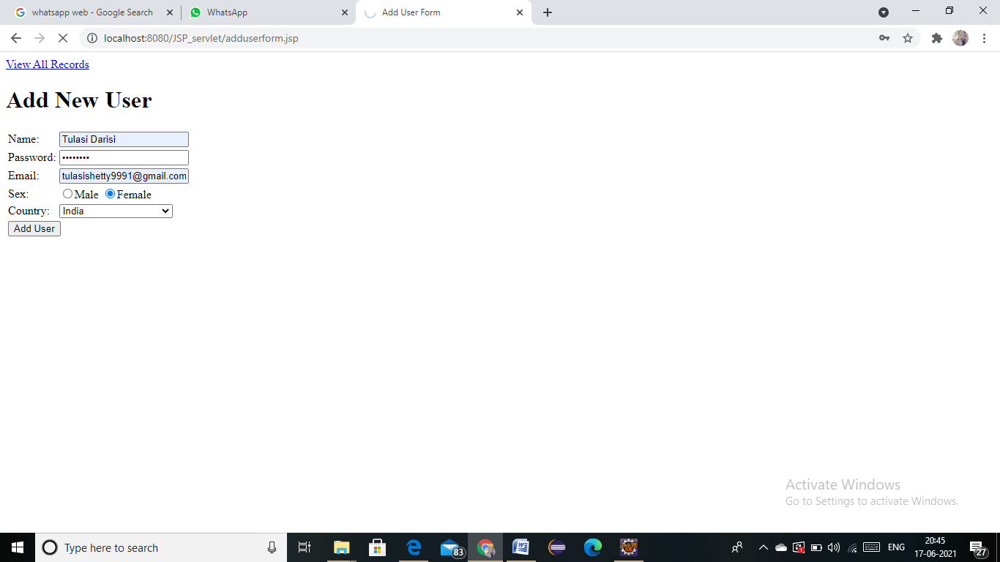 whatsapp web - Google Search
WhatsApp
Add User Form
localhost:8080/JSP_servlet/adduserform.jsp
View All Records
Add New User
Name: Tulasi Darisi
Password: ••••••••
Email: tulasishetty9991@gmail.com
Sex: Male Female
Country: India
Add User
Activate Windows
Go to Settings to activate Windows.
Type here to search
83
ENG
20:45
17-06-2021
27